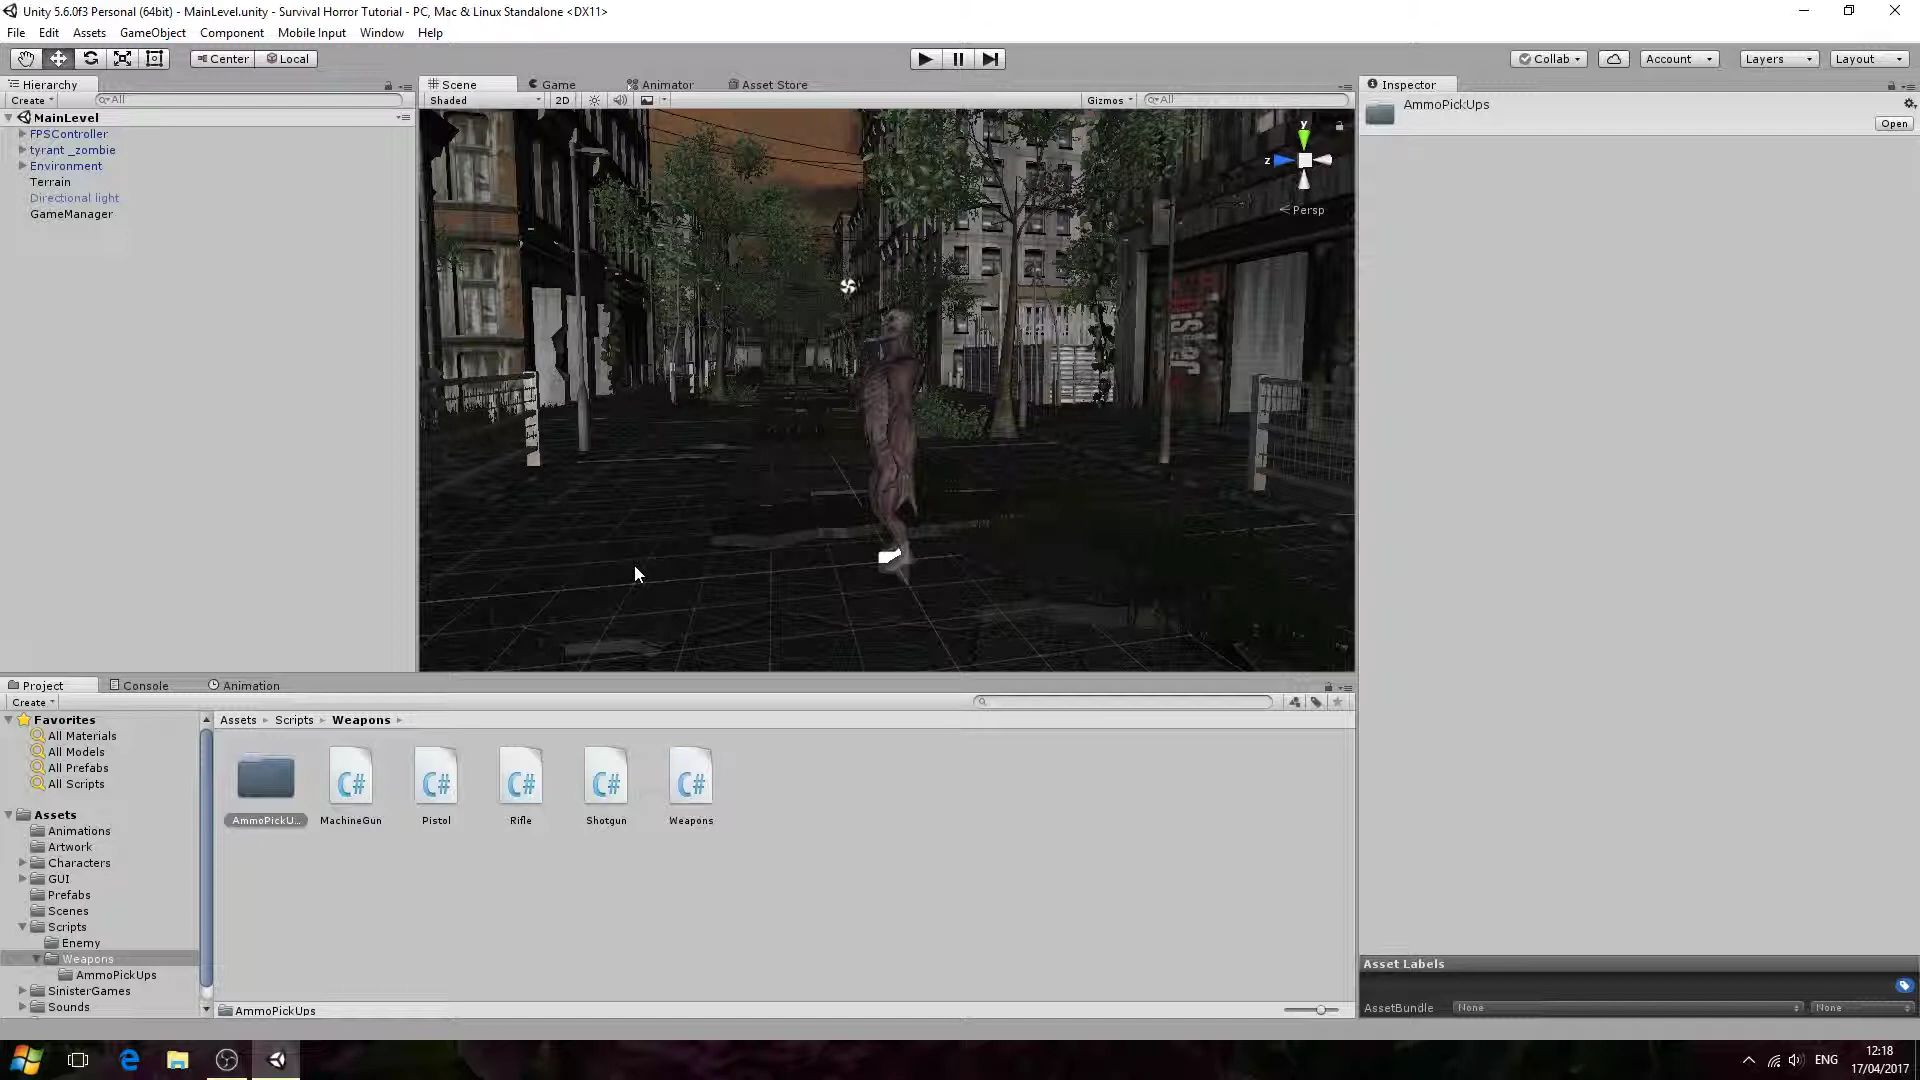 Unity 5.6.0f3 Personal (64bit) - MainLevel.unity - Survival Horror Tutorial - PC, Mac & Linux Standalone <DX11>
File Edit Assets GameObject Component Mobile Input Window Help
Center Local Collab Account Layers Layout
Hierarchy Scene Game Animator Asset Store Inspector
Create All Shaded 2D Gizmos All AmmoPickUps
MainLevel Open
FPSController
tyrant _zombie
Environment
Terrain
Directional light
GameManager
y
z
Persp
Project Console Animation
Create
Favorites Assets Scripts Weapons
All Materials
All Models
All Prefabs
All Scripts
C# C# C# C# C#
AmmoPickU... MachineGun Pistol Rifle Shotgun Weapons
Assets
Animations
Artwork
Characters
GUI
Prefabs
Scenes
Scripts
Enemy
Weapons
AmmoPickUps
SinisterGames
Sounds
AmmoPickUps
Asset Labels
AssetBundle None None
ENG
12:18
17/04/2017